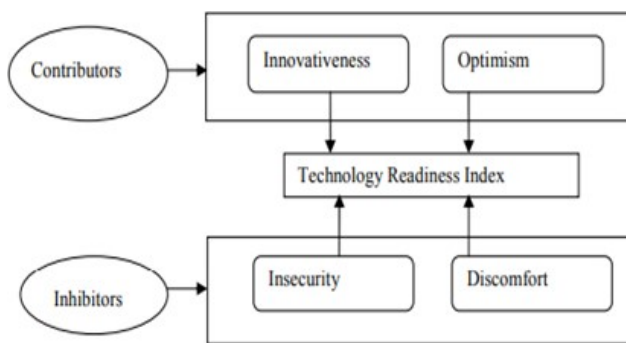 Contributors
Innovativeness
Optimism
Technology Readiness Index
Inhibitors
Insecurity
Discomfort